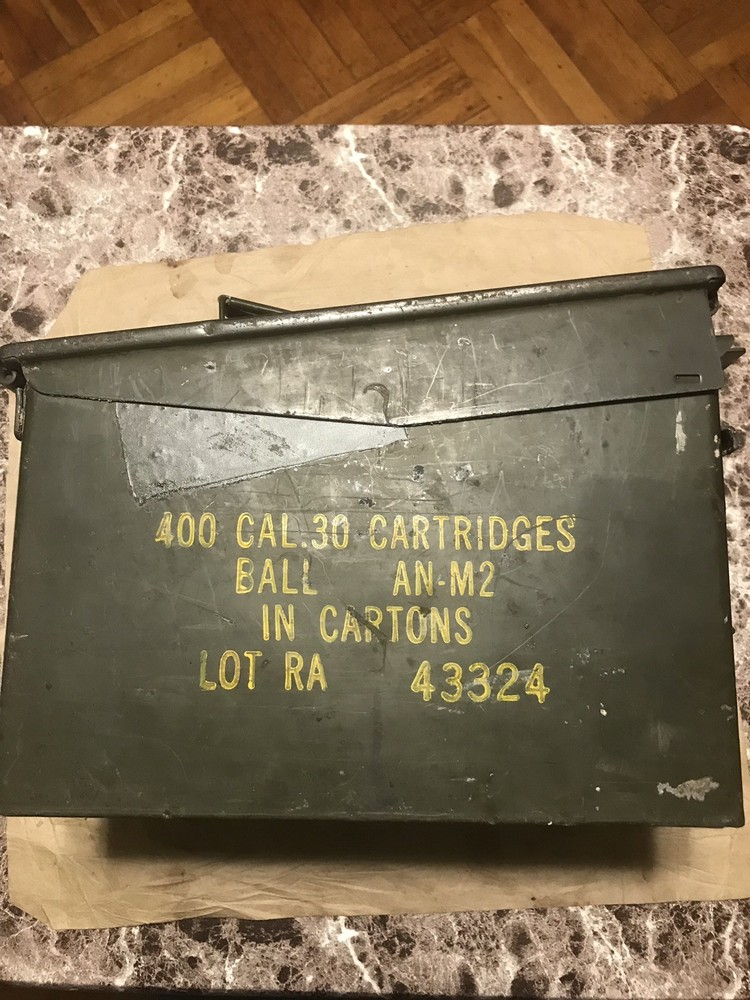 400 CAL.30 CARTRIDGES
BALL AN-M2
IN CARTONS
LOT RA 43324